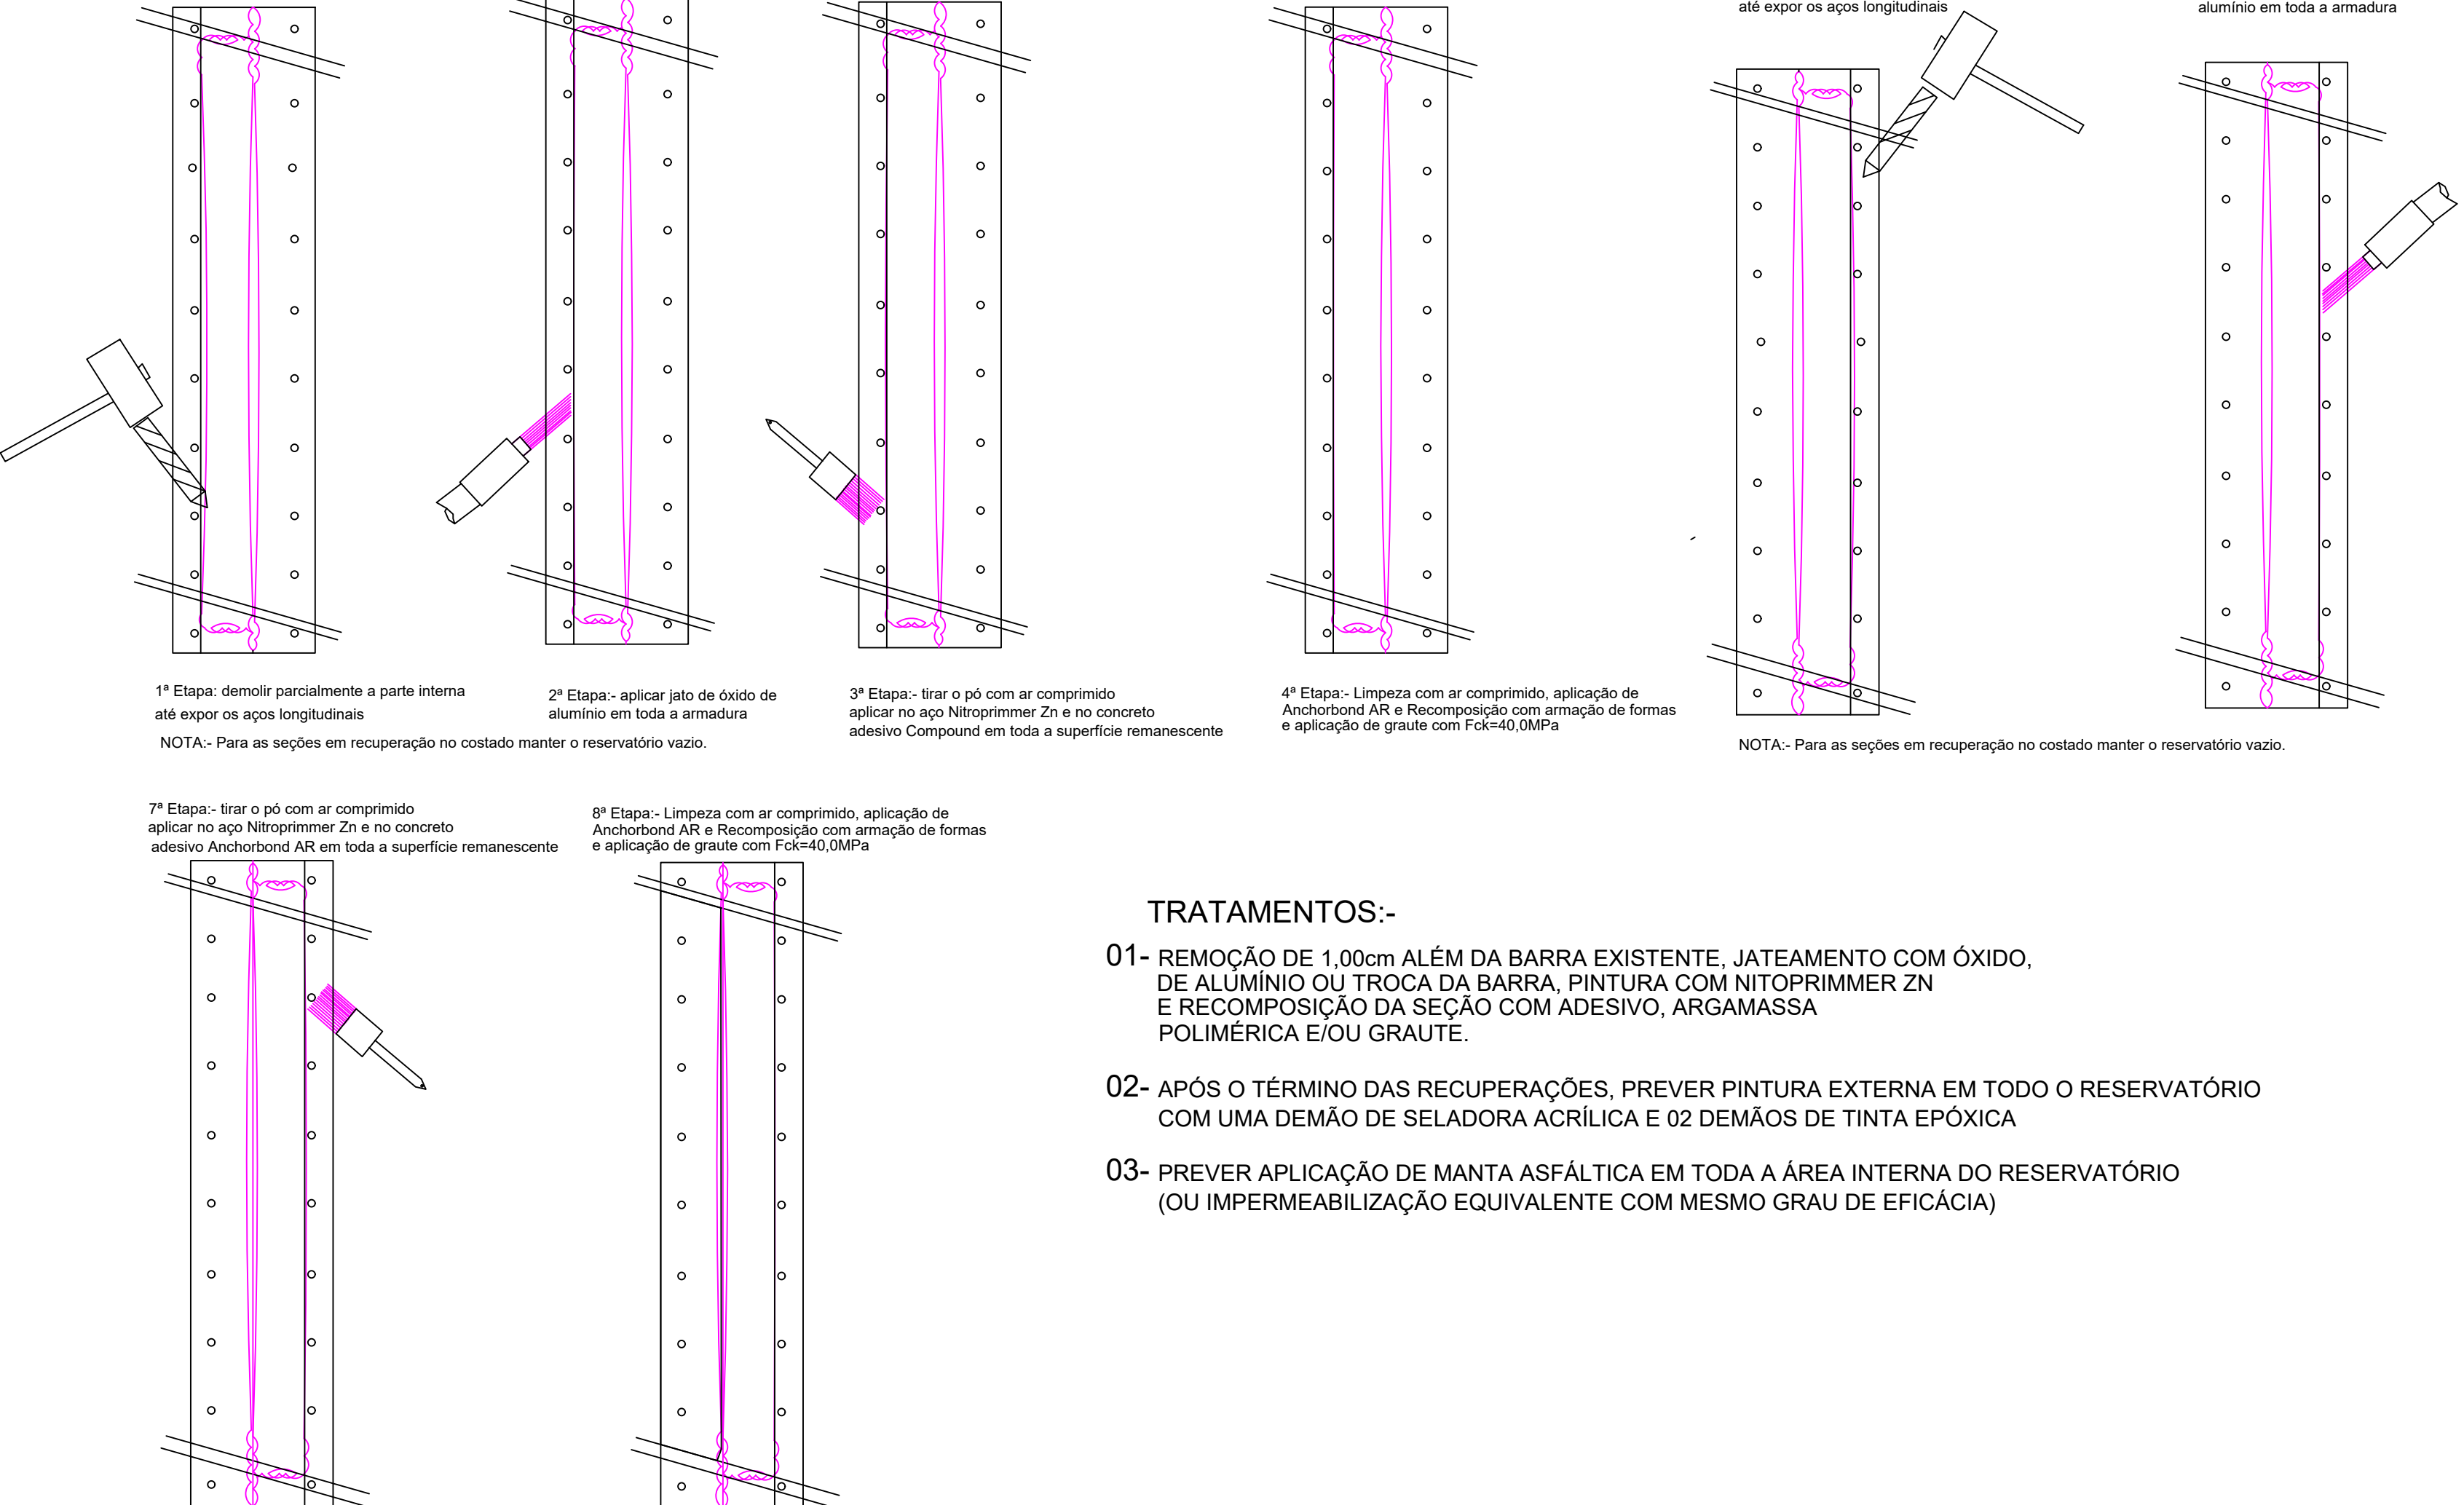 até expor os aços longitudinais
alumínio em toda a armadura
1ª Etapa: demolir parcialmente a parte interna
até expor os aços longitudinais
NOTA:- Para as seções em recuperação no costado manter o reservatório vazio.
2ª Etapa:- aplicar jato de óxido de
alumínio em toda a armadura
3ª Etapa:- tirar o pó com ar comprimido
aplicar no aço Nitroprimmer Zn e no concreto
adesivo Compound em toda a superfície remanescente
4ª Etapa:- Limpeza com ar comprimido, aplicação de
Anchorbond AR e Recomposição com armação de formas
e aplicação de graute com Fck=40,0MPa
NOTA:- Para as seções em recuperação no costado manter o reservatório vazio.
7ª Etapa:- tirar o pó com ar comprimido
aplicar no aço Nitroprimmer Zn e no concreto
adesivo Anchorbond AR em toda a superfície remanescente
8ª Etapa:- Limpeza com ar comprimido, aplicação de
Anchorbond AR e Recomposição com armação de formas
e aplicação de graute com Fck=40,0MPa
TRATAMENTOS:-
01- REMOÇÃO DE 1,00cm ALÉM DA BARRA EXISTENTE, JATEAMENTO COM ÓXIDO,
DE ALUMÍNIO OU TROCA DA BARRA, PINTURA COM NITOPRIMMER ZN
E RECOMPOSIÇÃO DA SEÇÃO COM ADESIVO, ARGAMASSA
POLIMÉRICA E/OU GRAUTE.
02- APÓS O TÉRMINO DAS RECUPERAÇÕES, PREVER PINTURA EXTERNA EM TODO O RESERVATÓRIO
COM UMA DEMÃO DE SELADORA ACRÍLICA E 02 DEMÃOS DE TINTA EPÓXICA
03- PREVER APLICAÇÃO DE MANTA ASFÁLTICA EM TODA A ÁREA INTERNA DO RESERVATÓRIO
(OU IMPERMEABILIZAÇÃO EQUIVALENTE COM MESMO GRAU DE EFICÁCIA)